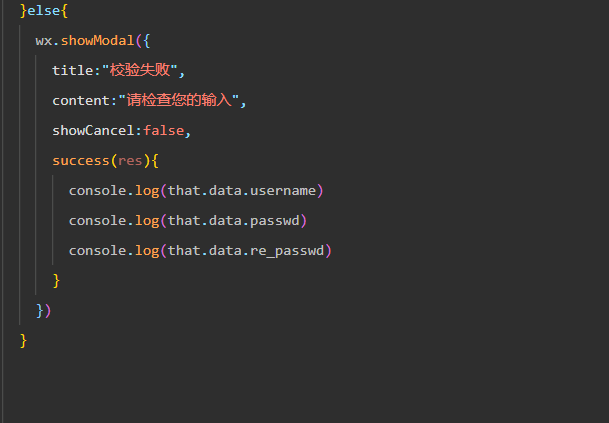 }else{
wx.showModal({
title:"校验失败",
content:"请检查您的输入",
showCancel:false,
success(res){
console.log(that.data.username)
console.log(that.data.passwd)
console.log(that.data.re_passwd)
}
})
}